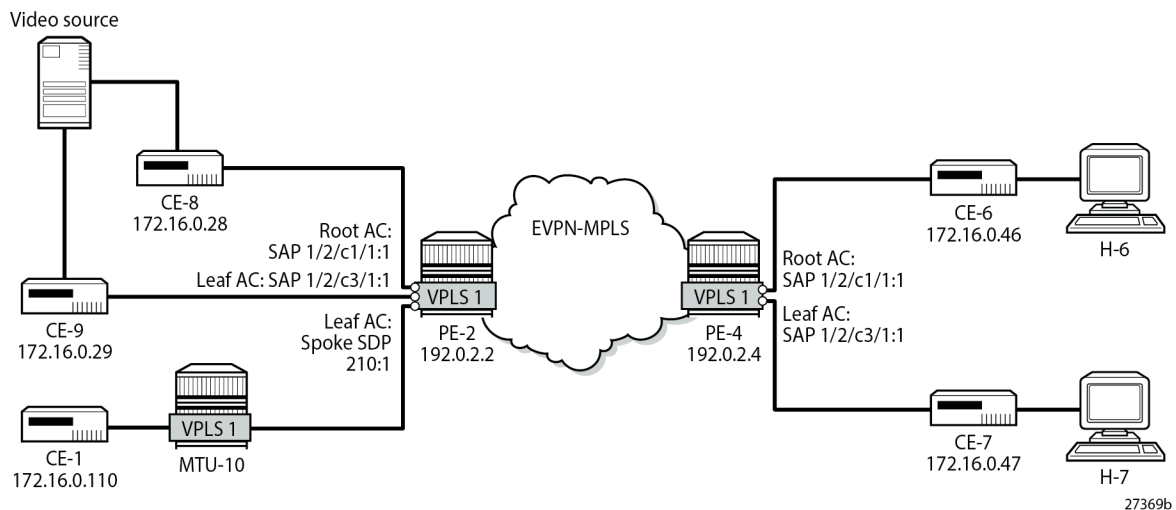 Video source
CE-8
172.16.0.28
Root AC:
SAP 1/2/c1/1:1
Leaf AC: SAP 1/2/c3/1:1
CE-9
172.16.0.29
Leaf AC:
Spoke SDP
210:1
VPLS 1
PE-2
192.0.2.2
CE-1
172.16.0.110
VPLS 1
MTU-10
EVPN-MPLS
VPLS 1
PE-4
192.0.2.4
Root AC:
SAP 1/2/c1/1:1
Leaf AC:
SAP 1/2/c3/1:1
CE-6
172.16.0.46
H-6
CE-7
172.16.0.47
H-7
27369b